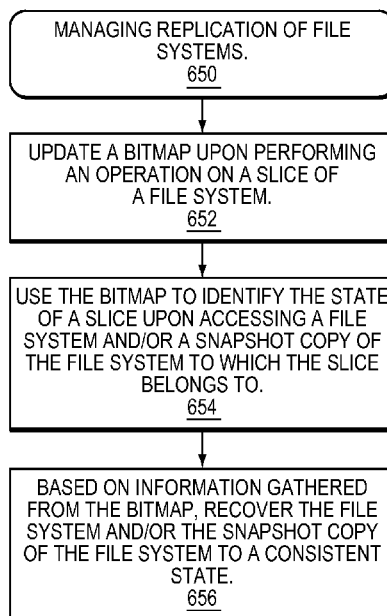 MANAGING REPLICATION OF FILE
SYSTEMS.
650
UPDATE A BITMAP UPON PERFORMING
AN OPERATION ON A SLICE OF
A FILE SYSTEM.
652
USE THE BITMAP TO IDENTIFY THE STATE
OF A SLICE UPON ACCESSING A FILE
SYSTEM AND/OR A SNAPSHOT COPY OF
THE FILE SYSTEM TO WHICH THE SLICE
BELONGS TO.
654
BASED ON INFORMATION GATHERED
FROM THE BITMAP, RECOVER THE FILE
SYSTEM AND/OR THE SNAPSHOT COPY
OF THE FILE SYSTEM TO A CONSISTENT
STATE.
656